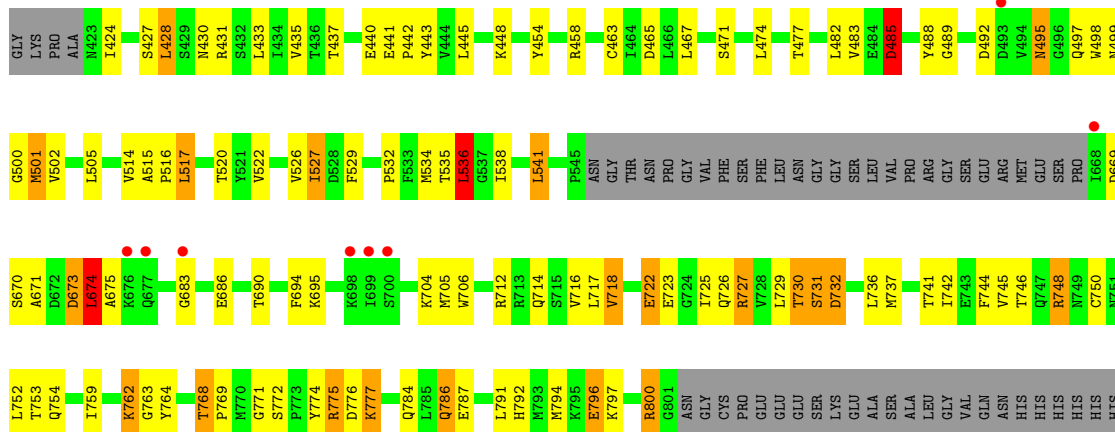 GLY LYS PRO ALA N423 I424 S427 L428 S429 N430 R431 S432 L433 I434 V435 T436 T437 E440 E441 P442 Y443 V444 L445 K448 Y454 R458 C463 I464 D465 L466 L467 S471 L474 T477 L482 V483 E484 D485 Y488 G489 D492 D493 V494 N495 G496 Q497 W498 N499
G500 M501 V502 L505 V514 A515 P516 L517 T520 Y521 V522 V526 I527 D528 F529 P532 F533 M534 T535 L536 G537 I538 L541 P545 ASN GLY THR ASN PRO GLY VAL PHE SER PHE LEU ASN GLY GLY SER LEU VAL PRO ARG GLY SER GLU ARG MET GLU SER PRO I668 D669
S670 A671 D672 D673 L674 A675 K676 Q677 G683 E686 T690 F694 K695 K698 I699 S700 K704 M705 W706 R712 R713 Q714 S715 V716 L717 V718 E722 E723 G724 I725 Q726 R727 V728 L729 T730 S731 D732 L736 M737 T741 I742 E743 F744 V745 T746 Q747 R748 N749 C750 N751
L752 T753 Q754 I759 K762 G763 Y764 T768 P769 M770 G771 S772 P773 Y774 R775 D776 K777 Q784 L785 Q786 E787 L791 H792 M793 M794 K795 E796 K797 R800 G801 ASN GLY CYS PRO GLU GLU GLU SER LYS GLU ALA SER ALA LEU GLY VAL GLN ASN HIS HIS HIS HIS HIS HIS